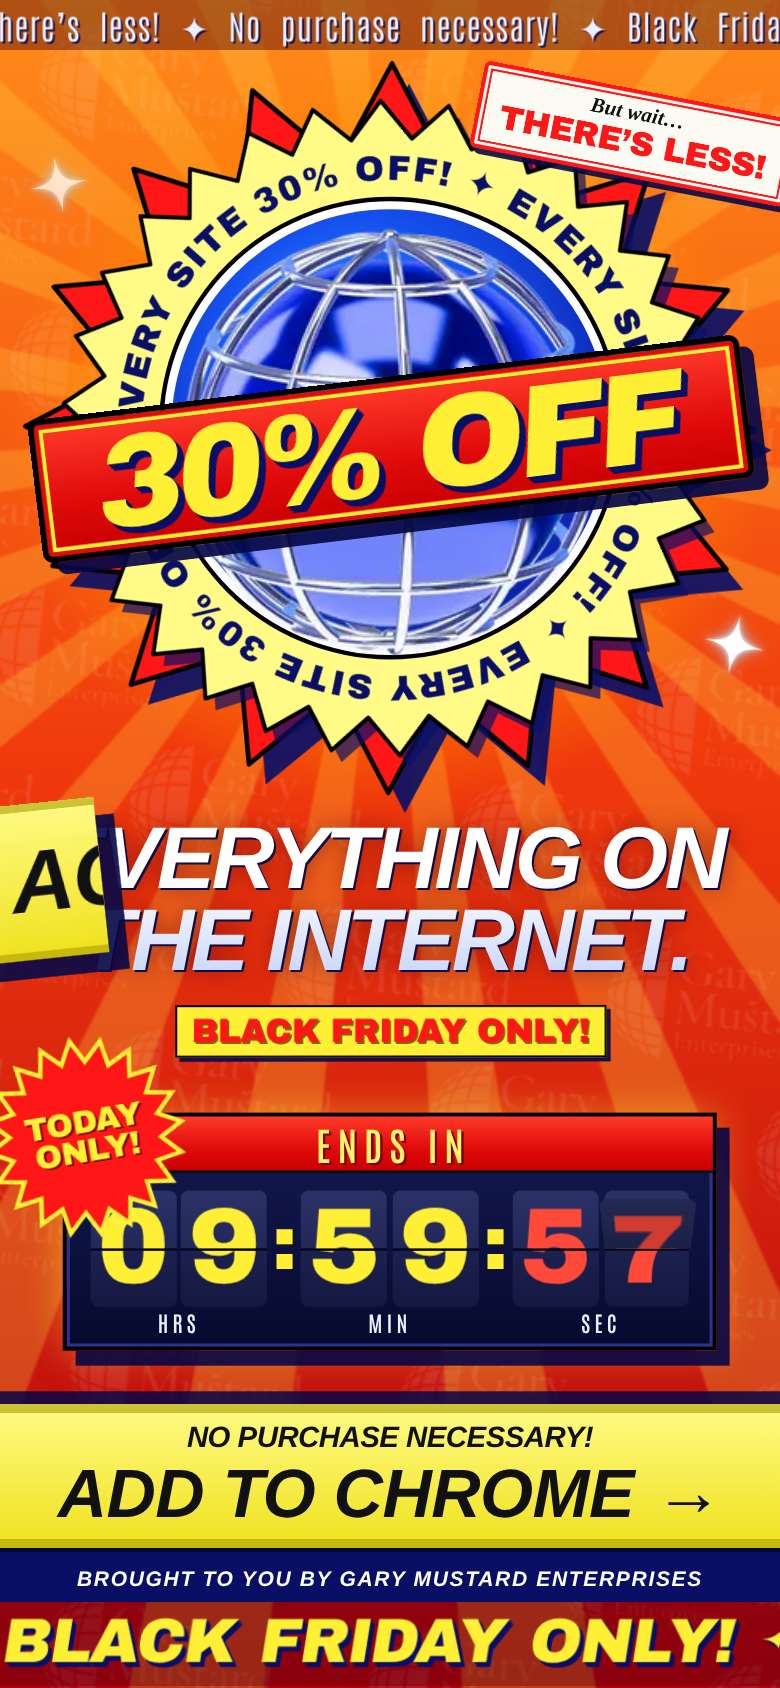 here’s less! ✦ No purchase necessary! ✦ Black Frida
But wait…
THERE’S LESS!
VERY SITE 30% OFF! ✦ EVERY SI
30% OFF
% OFF! ✦ EVERY SITE 30% O
AC
VERYTHING ON
THE INTERNET.
BLACK FRIDAY ONLY!
TODAY
ONLY!
ENDS IN
09:59:57
HRS MIN SEC
NO PURCHASE NECESSARY!
ADD TO CHROME →
BROUGHT TO YOU BY GARY MUSTARD ENTERPRISES
BLACK FRIDAY ONLY! ✦